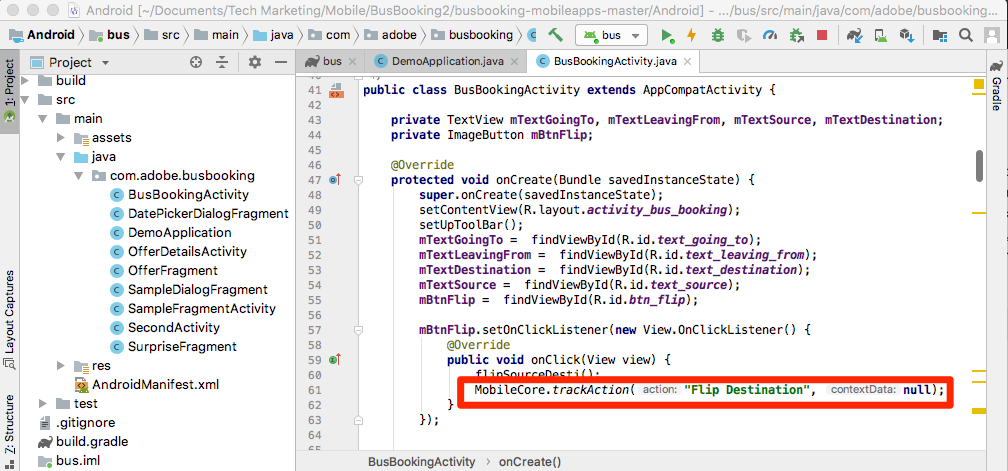 Android [~/Documents/Tech Marketing/Mobile/BusBooking2/busbooking-mobileapps-master/Android] - .../bus/src/main/java/com/adobe/busbooking...
Android bus src main java com adobe busbooking bus
1: Project
Layout Captures
7: Structure
Project
build
src
main
assets
java
com.adobe.busbooking
BusBookingActivity
DatePickerDialogFragment
DemoApplication
OfferDetailsActivity
OfferFragment
SampleDialogFragment
SampleFragmentActivity
SecondActivity
SurpriseFragment
res
AndroidManifest.xml
test
.gitignore
build.gradle
bus.iml
bus DemoApplication.java BusBookingActivity.java
41 public class BusBookingActivity extends AppCompatActivity {
42
43 private TextView mTextGoingTo, mTextLeavingFrom, mTextSource, mTextDestination;
44 private ImageButton mBtnFlip;
45
46 @Override
47 protected void onCreate(Bundle savedInstanceState) {
48 super.onCreate(savedInstanceState);
49 setContentView(R.layout.activity_bus_booking);
50 setUpToolBar();
51 mTextGoingTo = findViewById(R.id.text_going_to);
52 mTextLeavingFrom = findViewById(R.id.text_leaving_from);
53 mTextDestination = findViewById(R.id.text_destination);
54 mTextSource = findViewById(R.id.text_source);
55 mBtnFlip = findViewById(R.id.btn_flip);
56
57 mBtnFlip.setOnClickListener(new View.OnClickListener() {
58 @Override
59 public void onClick(View view) {
60 flipSourceDesti();
61 MobileCore.trackAction( action: "Flip Destination", contextData: null);
62 }
63 });
64
BusBookingActivity › onCreate()
Gradle